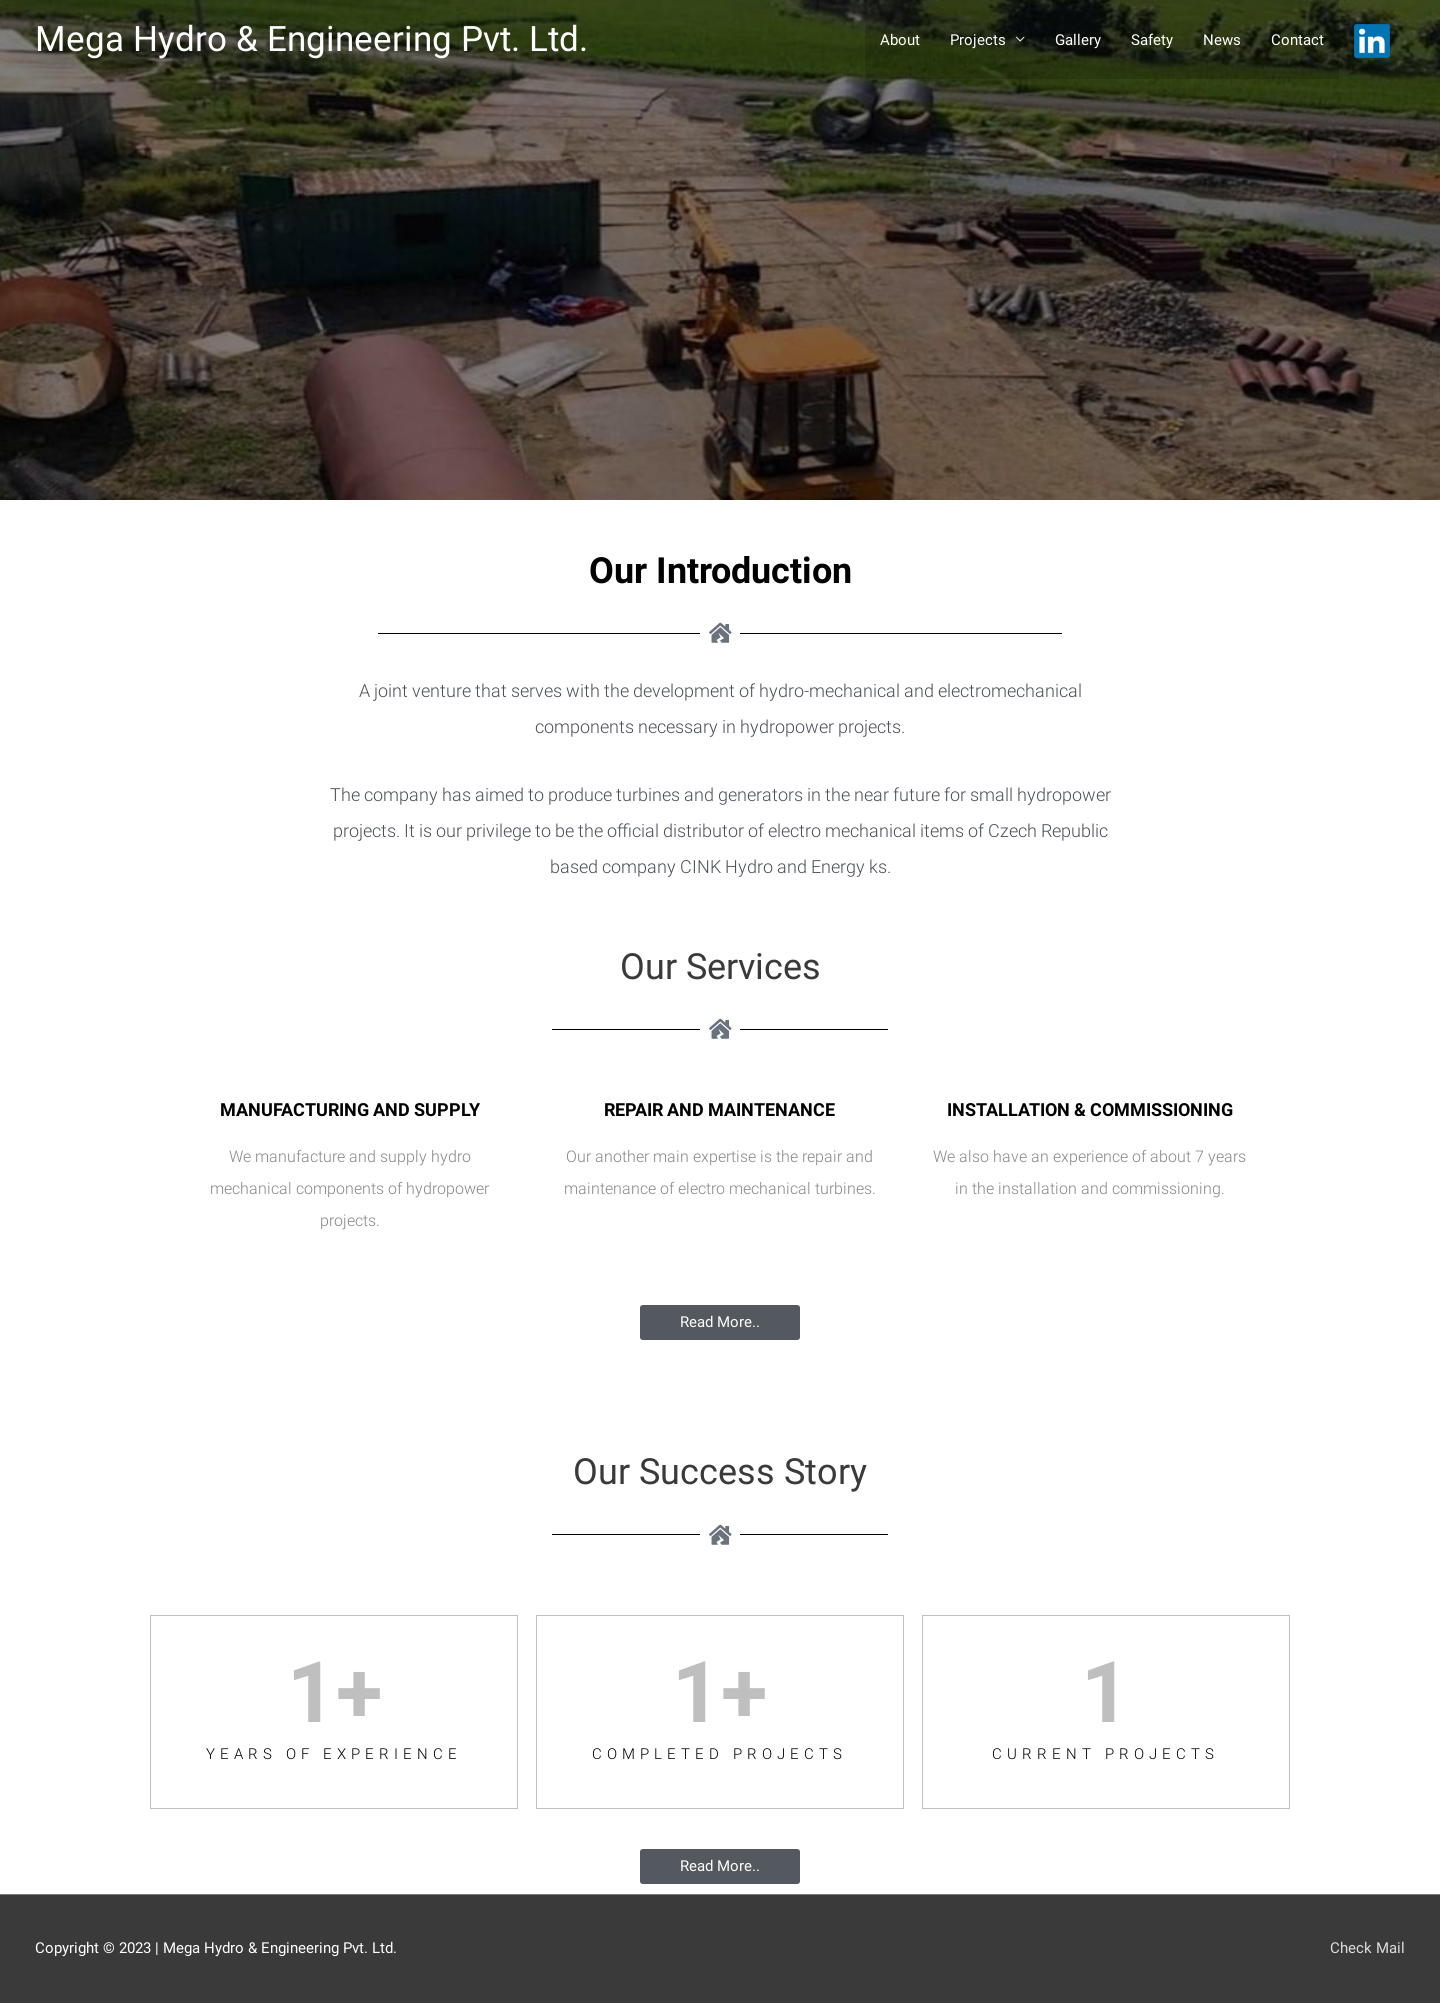 Mega Hydro & Engineering Pvt. Ltd.
About Projects Gallery Safety News Contact in
Our Introduction
A joint venture that serves with the development of hydro-mechanical and electromechanical
components necessary in hydropower projects.
The company has aimed to produce turbines and generators in the near future for small hydropower
projects. It is our privilege to be the official distributor of electro mechanical items of Czech Republic
based company CINK Hydro and Energy ks.
Our Services
MANUFACTURING AND SUPPLY
We manufacture and supply hydro
mechanical components of hydropower
projects.
REPAIR AND MAINTENANCE
Our another main expertise is the repair and
maintenance of electro mechanical turbines.
INSTALLATION & COMMISSIONING
We also have an experience of about 7 years
in the installation and commissioning.
Read More..
Our Success Story
1+
YEARS OF EXPERIENCE
1+
COMPLETED PROJECTS
1
CURRENT PROJECTS
Read More..
Copyright © 2023 | Mega Hydro & Engineering Pvt. Ltd.
Check Mail